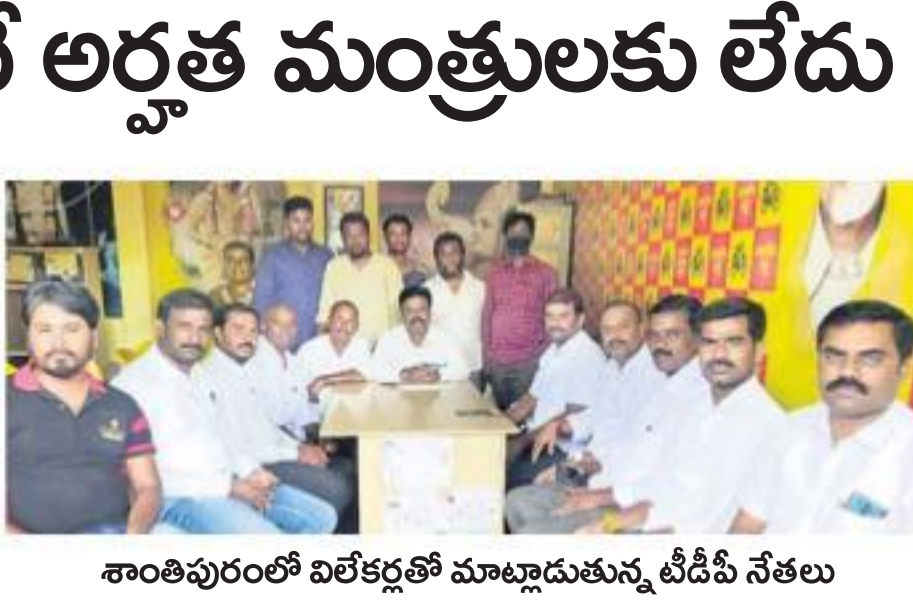 అర్హత మంత్రులకు లేదు
శాంతిపురంలో విలేకర్లతో మాట్లాడుతున్న టీడీపీ నేతలు